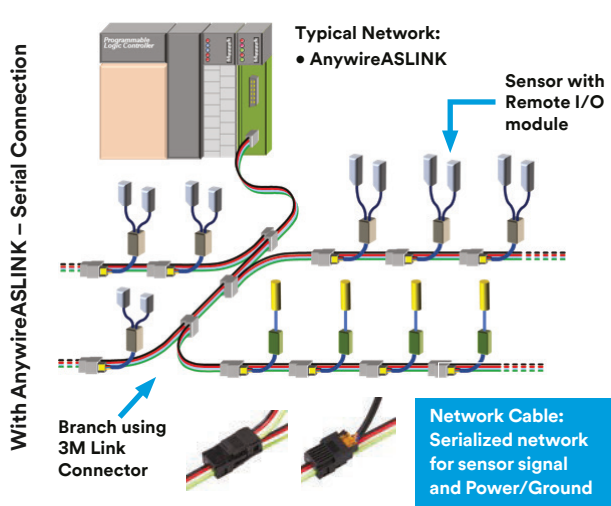 With AnywireASLINK – Serial Connection
Programmable
Logic Controller
Typical Network:
• AnywireASLINK
Sensor with
Remote I/O
module
Branch using
3M Link
Connector
Network Cable:
Serialized network
for sensor signal
and Power/Ground